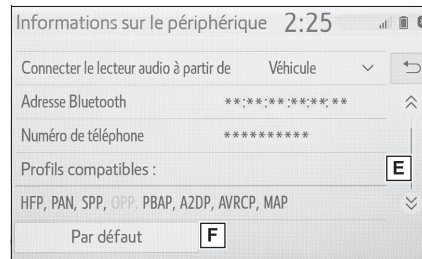 Informations sur le périphérique 2:25
Connecter le lecteur audio à partir de Véhicule
Adresse Bluetooth **:**:**:**:**:**
Numéro de téléphone **********
Profils compatibles :
E
HFP, PAN, SPP, OPP, PBAP, A2DP, AVRCP, MAP
Par défaut F